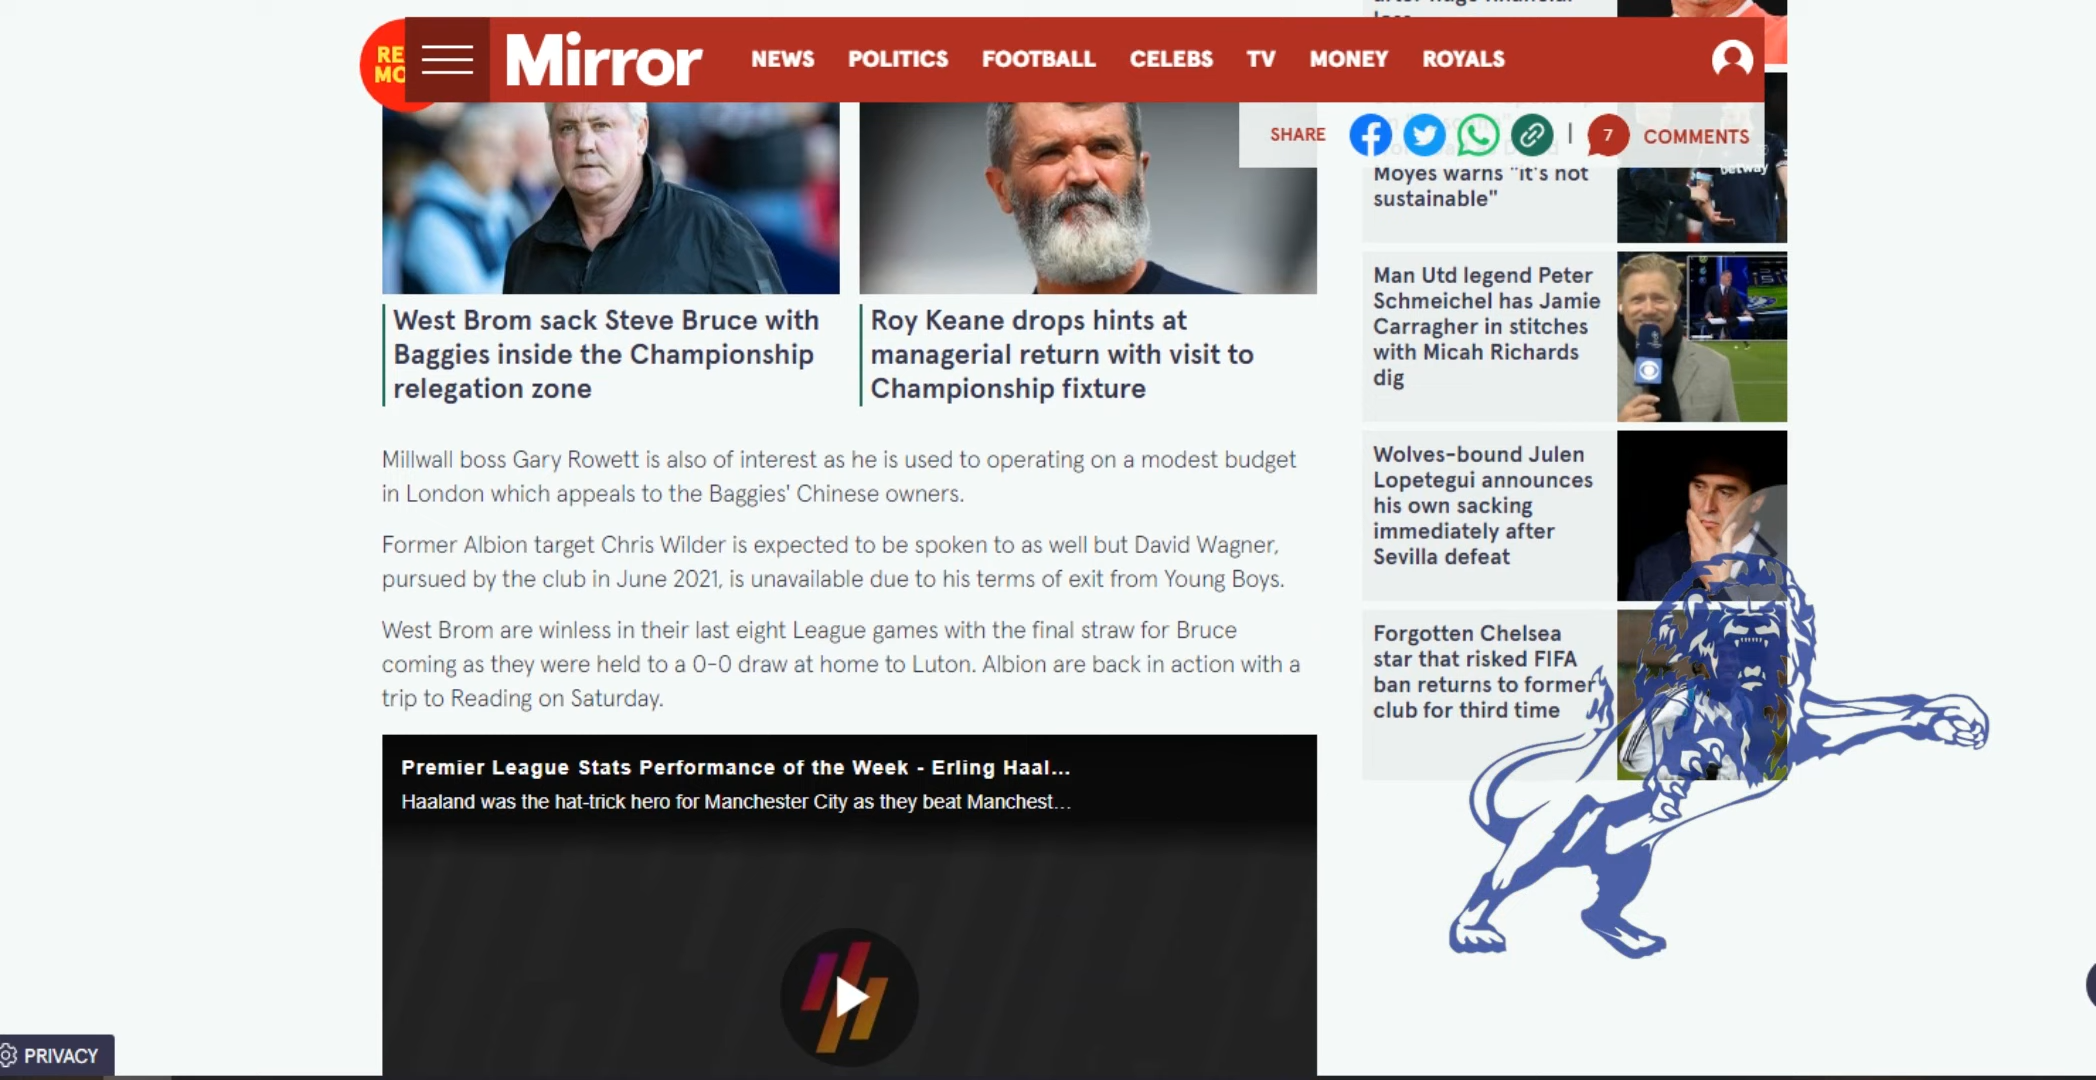 RE
MO
Mirror
NEWS
POLITICS
FOOTBALL
CELEBS
TV
MONEY
ROYALS
SHARE
7
COMMENTS
West Brom sack Steve Bruce with
Baggies inside the Championship
relegation zone
Roy Keane drops hints at
managerial return with visit to
Championship fixture
Millwall boss Gary Rowett is also of interest as he is used to operating on a modest budget
in London which appeals to the Baggies' Chinese owners.
Former Albion target Chris Wilder is expected to be spoken to as well but David Wagner,
pursued by the club in June 2021, is unavailable due to his terms of exit from Young Boys.
West Brom are winless in their last eight League games with the final straw for Bruce
coming as they were held to a 0-0 draw at home to Luton. Albion are back in action with a
trip to Reading on Saturday.
Premier League Stats Performance of the Week - Erling Haal...
Haaland was the hat-trick hero for Manchester City as they beat Manchest...
Moyes warns "it's not
sustainable"
betway
Man Utd legend Peter
Schmeichel has Jamie
Carragher in stitches
with Micah Richards
dig
Wolves-bound Julen
Lopetegui announces
his own sacking
immediately after
Sevilla defeat
Forgotten Chelsea
star that risked FIFA
ban returns to former
club for third time
PRIVACY